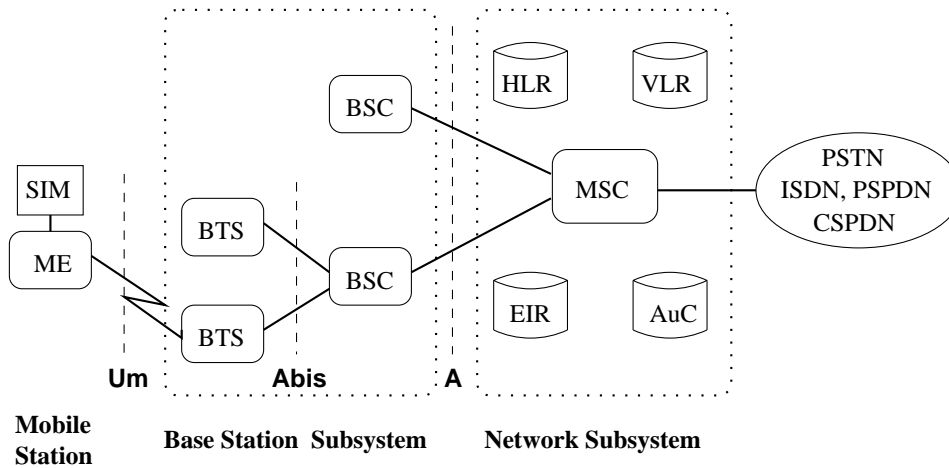 HLR
VLR
BSC
PSTN
ISDN, PSPDN
CSPDN
MSC
SIM
BTS
ME
BSC
EIR
AuC
BTS
Um
Abis
A
Mobile
Station
Base Station Subsystem
Network Subsystem